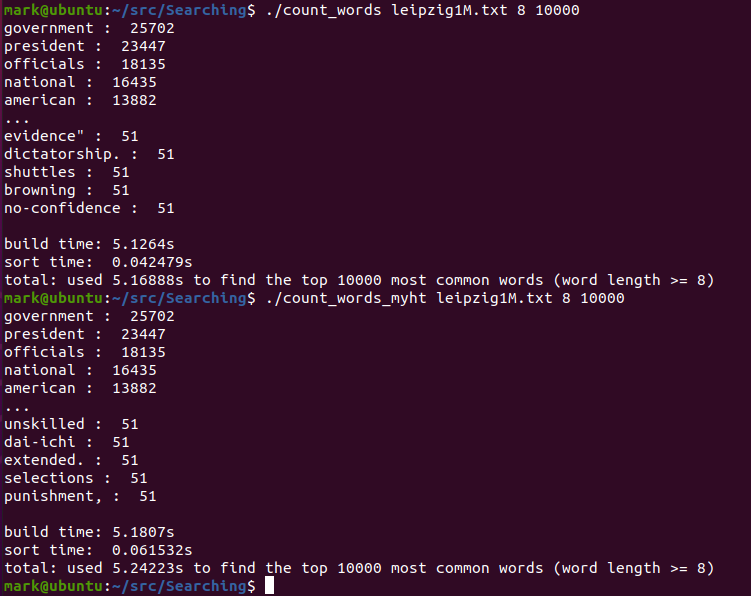 mark@ubuntu:~/src/Searching$ ./count_words leipzig1M.txt 8 10000
government :  25702
president :  23447
officials :  18135
national :  16435
american :  13882
...
evidence" :  51
dictatorship. :  51
shuttles :  51
browning :  51
no-confidence :  51

build time: 5.1264s
sort time:  0.042479s
total: used 5.16888s to find the top 10000 most common words (word length >= 8)
mark@ubuntu:~/src/Searching$ ./count_words_myht leipzig1M.txt 8 10000
government :  25702
president :  23447
officials :  18135
national :  16435
american :  13882
...
unskilled :  51
dai-ichi :  51
extended. :  51
selections :  51
punishment, :  51

build time: 5.1807s
sort time:  0.061532s
total: used 5.24223s to find the top 10000 most common words (word length >= 8)
mark@ubuntu:~/src/Searching$